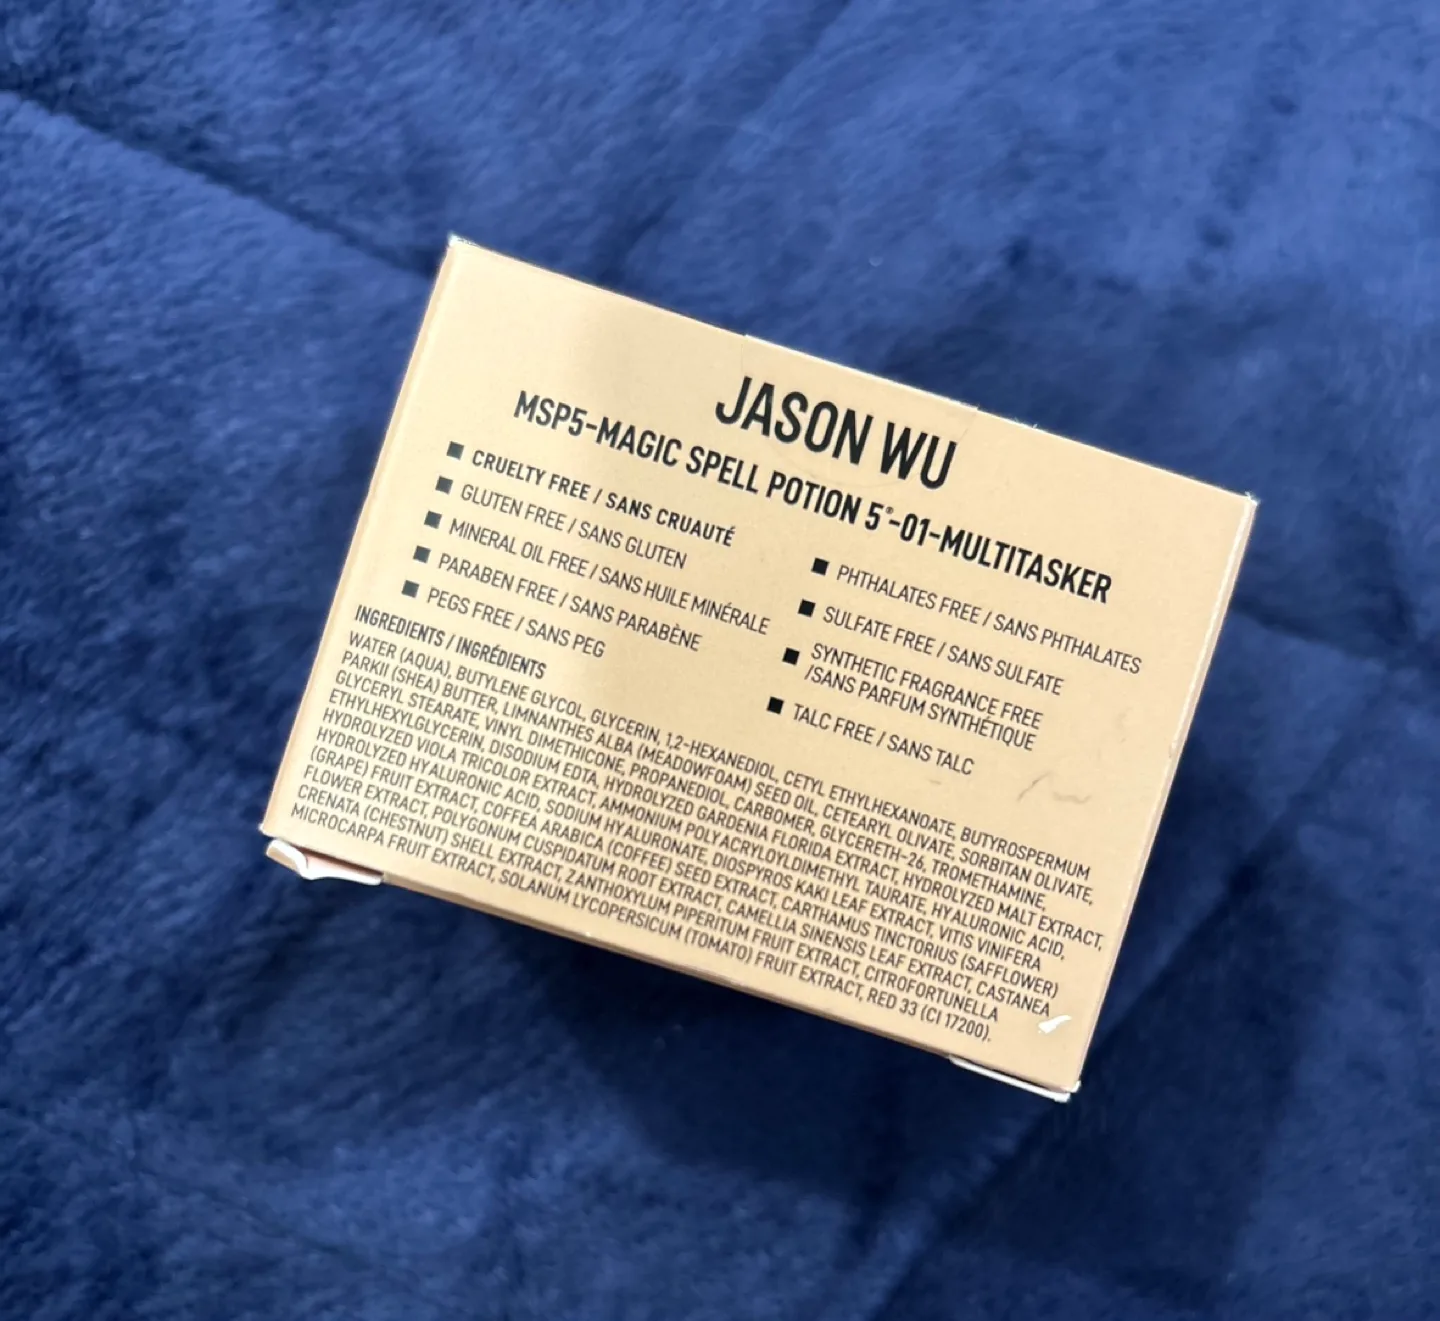 JASON WU
MSP5-MAGIC SPELL POTION 5®-01-MULTITASKER
■ CRUELTY FREE / SANS CRUAUTÉ
■ GLUTEN FREE / SANS GLUTEN
■ MINERAL OIL FREE / SANS HUILE MINÉRALE
■ PARABEN FREE / SANS PARABÈNE
■ PEGS FREE / SANS PEG
■ PHTHALATES FREE / SANS PHTHALATES
■ SULFATE FREE / SANS SULFATE
■ SYNTHETIC FRAGRANCE FREE
/SANS PARFUM SYNTHÉTIQUE
■ TALC FREE / SANS TALC
INGREDIENTS / INGRÉDIENTS
WATER (AQUA), BUTYLENE GLYCOL, GLYCERIN, 1,2-HEXANEDIOL, CETYL ETHYLHEXANOATE, BUTYROSPERMUM
PARKII (SHEA) BUTTER, LIMNANTHES ALBA (MEADOWFOAM) SEED OIL, CETEARYL OLIVATE, SORBITAN OLIVATE,
GLYCERYL STEARATE, VINYL DIMETHICONE, PROPANEDIOL, CARBOMER, GLYCERETH-26, TROMETHAMINE,
ETHYLHEXYLGLYCERIN, DISODIUM EDTA, HYDROLYZED GARDENIA FLORIDA EXTRACT, HYDROLYZED MALT EXTRACT,
HYDROLYZED VIOLA TRICOLOR EXTRACT, AMMONIUM POLYACRYLOYLDIMETHYL TAURATE, HYALURONIC ACID,
HYDROLYZED HYALURONIC ACID, SODIUM HYALURONATE, DIOSPYROS KAKI LEAF EXTRACT, VITIS VINIFERA
(GRAPE) FRUIT EXTRACT, COFFEA ARABICA (COFFEE) SEED EXTRACT, CARTHAMUS TINCTORIUS (SAFFLOWER)
FLOWER EXTRACT, POLYGONUM CUSPIDATUM ROOT EXTRACT, CAMELLIA SINENSIS LEAF EXTRACT, CASTANEA
CRENATA (CHESTNUT) SHELL EXTRACT, ZANTHOXYLUM PIPERITUM FRUIT EXTRACT, CITROFORTUNELLA
MICROCARPA FRUIT EXTRACT, SOLANUM LYCOPERSICUM (TOMATO) FRUIT EXTRACT, RED 33 (CI 17200).